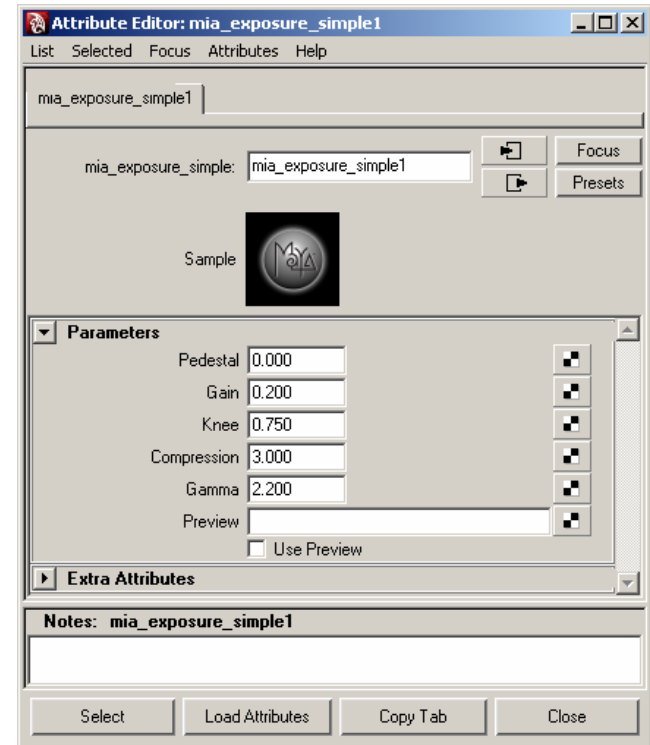 Attribute Editor: mia_exposure_simple1
List Selected Focus Attributes Help
mia_exposure_simple1
mia_exposure_simple: mia_exposure_simple1
Focus
Presets
Sample
MAYA
Parameters
Pedestal 0.000
Gain 0.200
Knee 0.750
Compression 3.000
Gamma 2.200
Preview
Use Preview
Extra Attributes
Notes: mia_exposure_simple1
Select Load Attributes Copy Tab Close